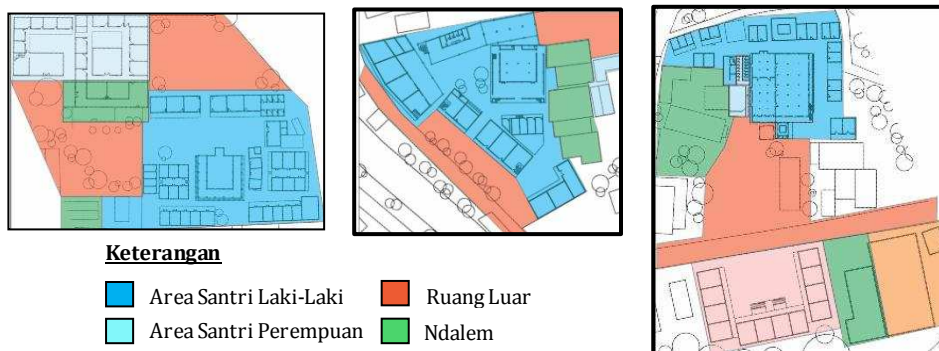 Keterangan
Area Santri Laki-Laki
Ruang Luar
Area Santri Perempuan
Ndalem